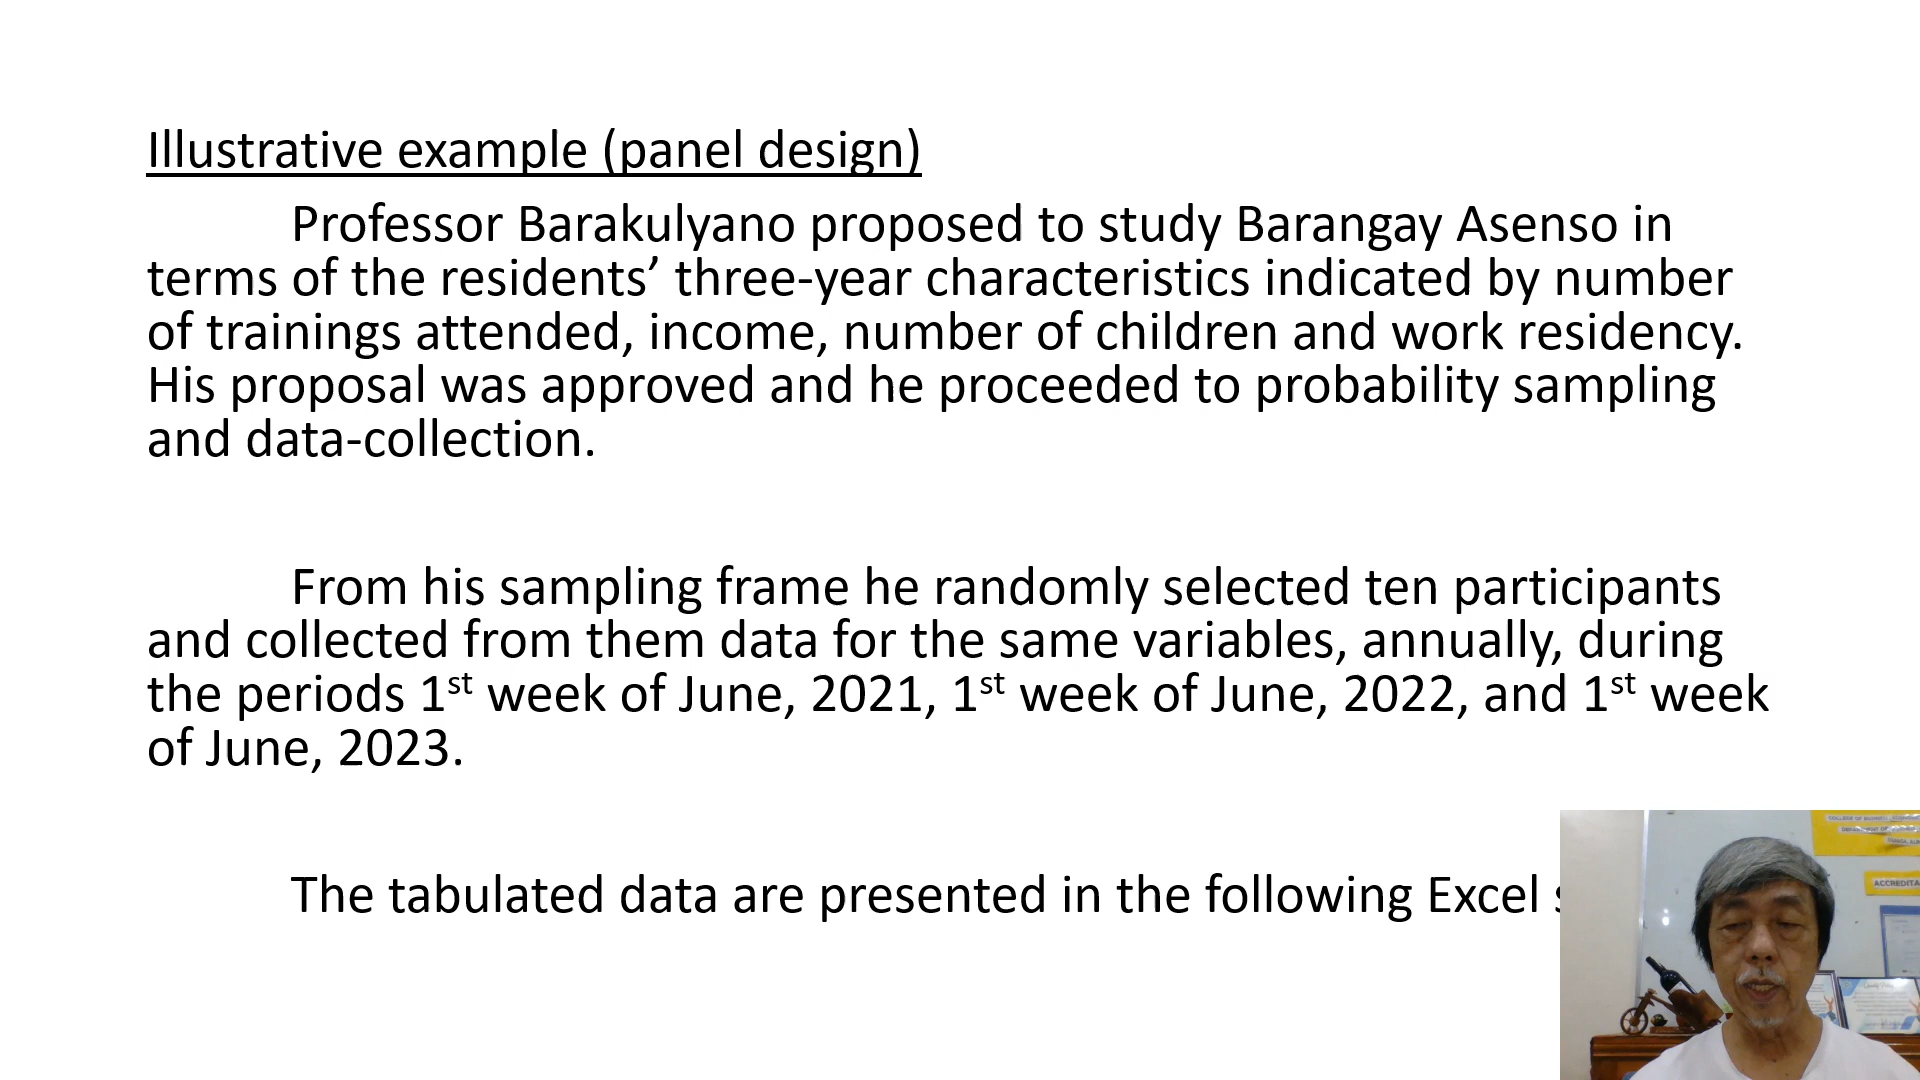 Illustrative example (panel design)
Professor Barakulyano proposed to study Barangay Asenso in
terms of the residents’ three-year characteristics indicated by number
of trainings attended, income, number of children and work residency.
His proposal was approved and he proceeded to probability sampling
and data-collection.
From his sampling frame he randomly selected ten participants
and collected from them data for the same variables, annually, during
the periods 1st week of June, 2021, 1st week of June, 2022, and 1st week
of June, 2023.
The tabulated data are presented in the following Excel